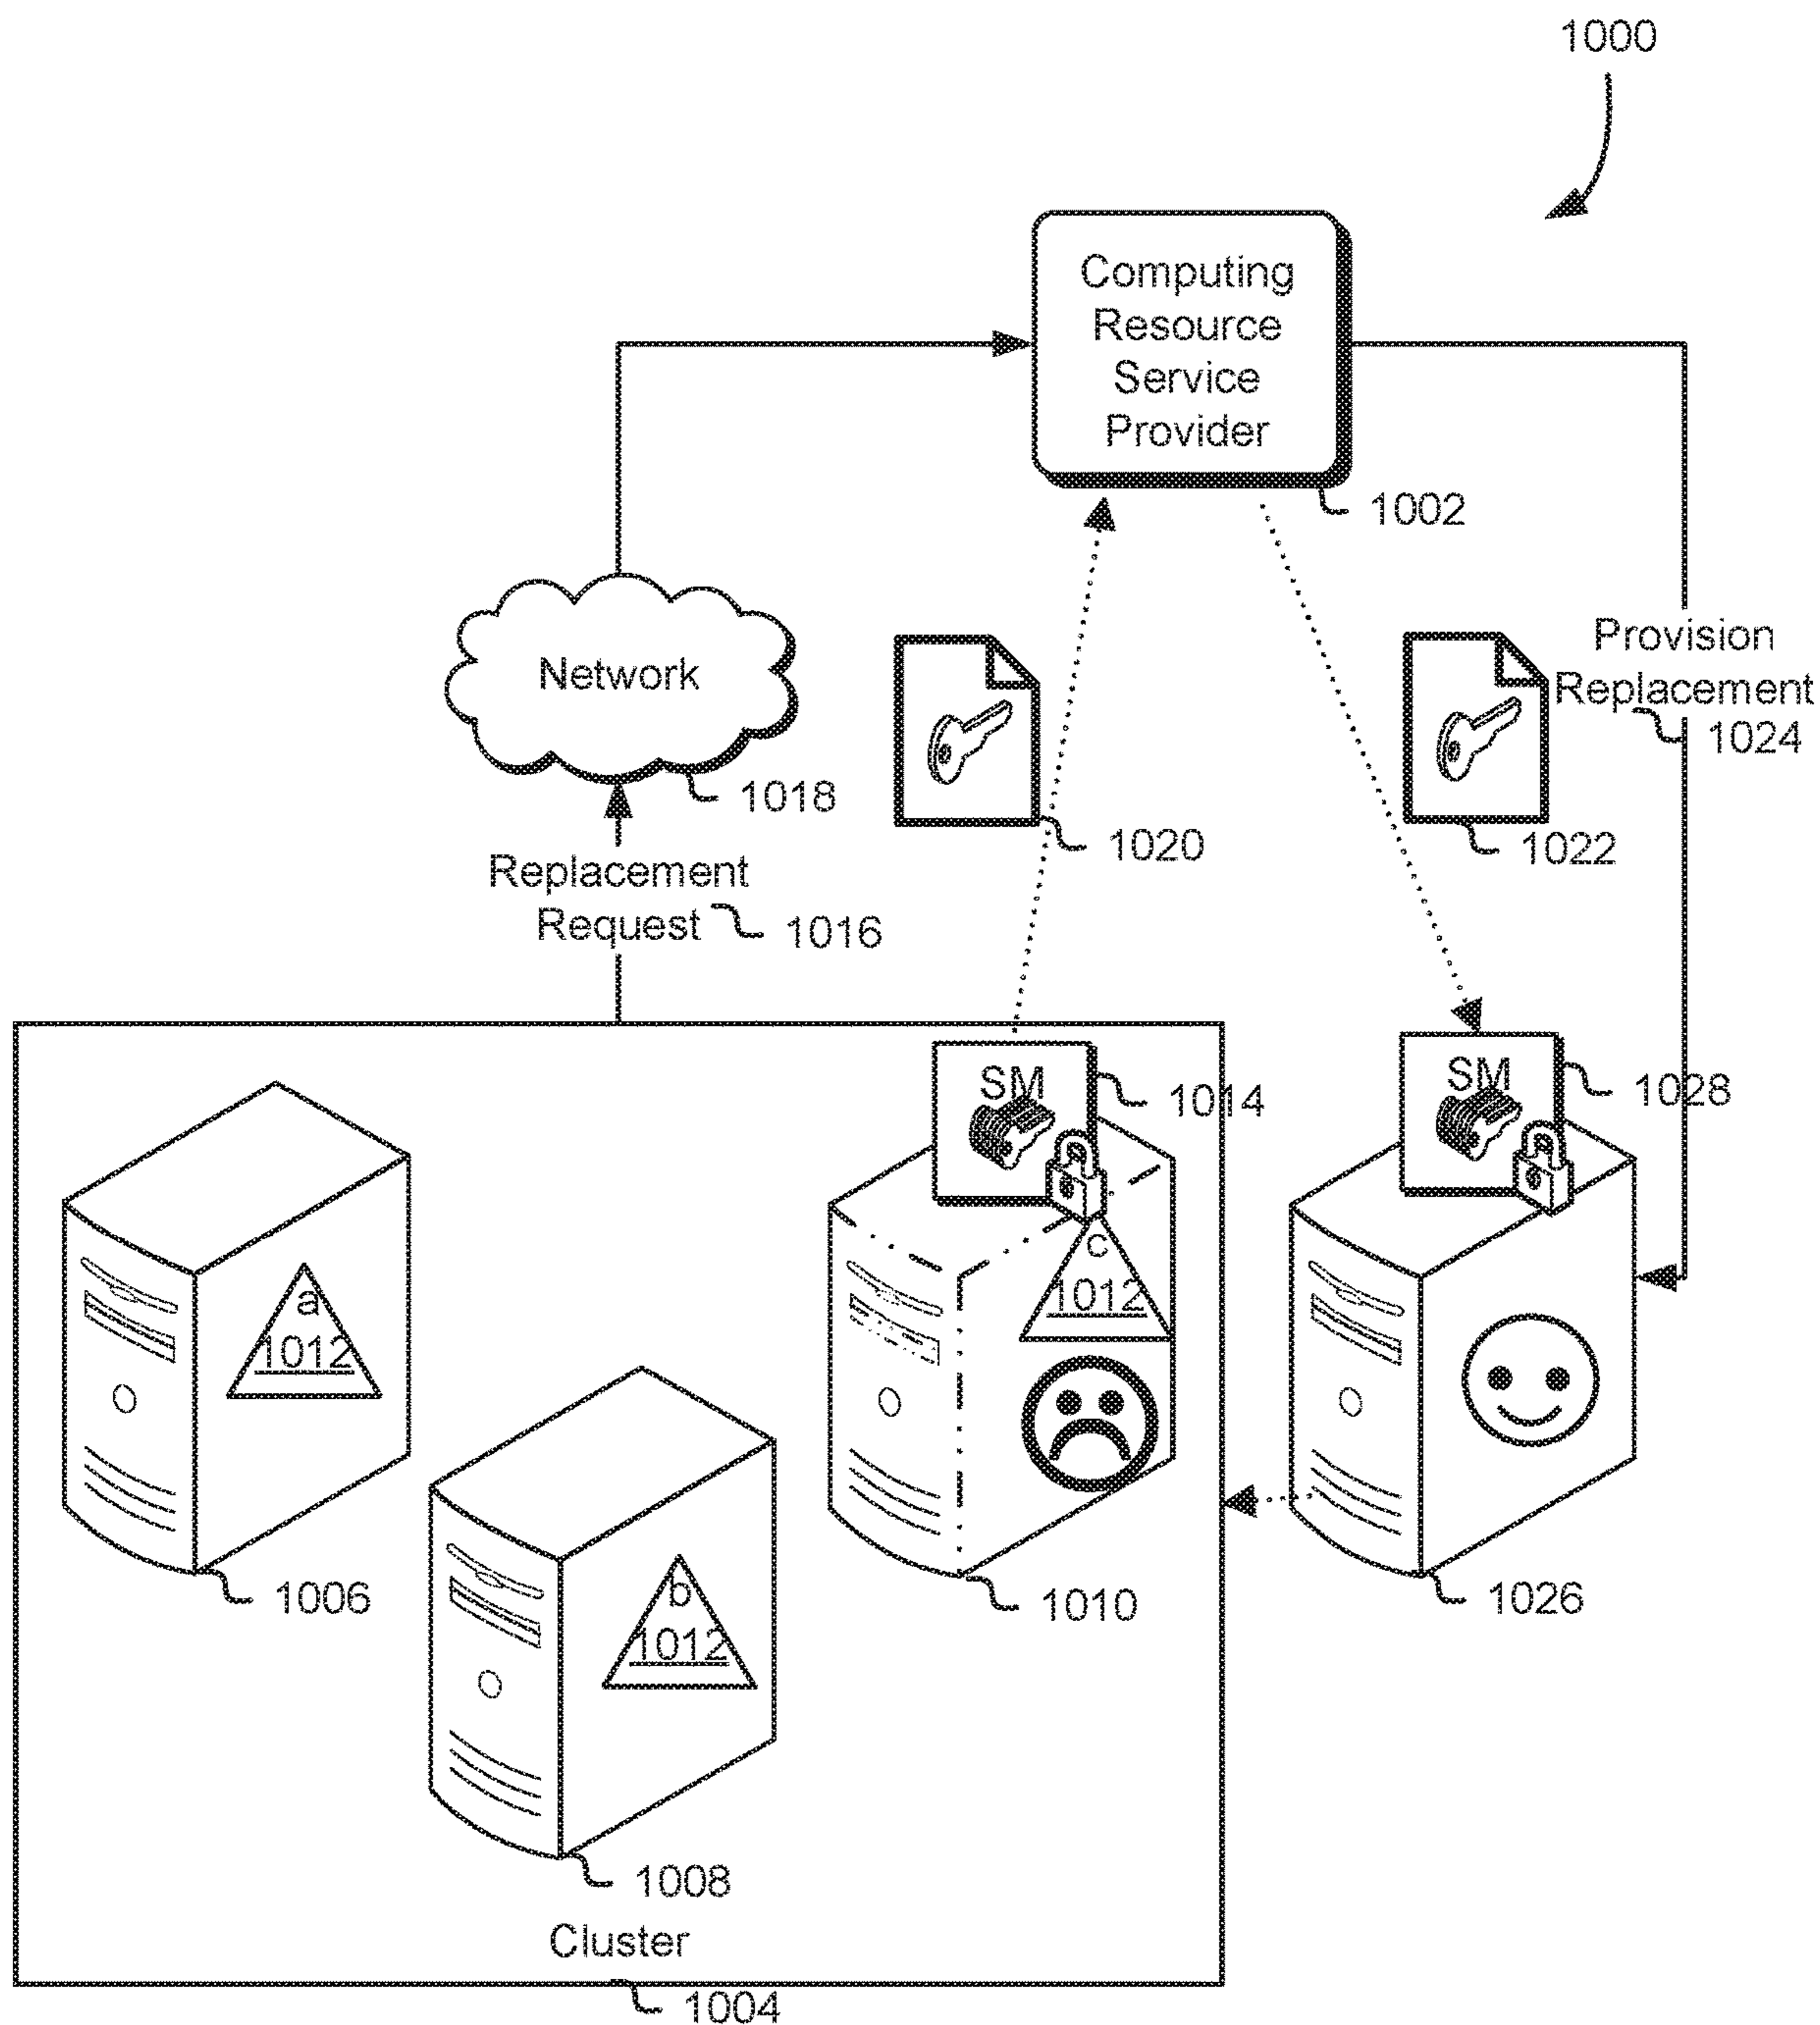 1000
Computing
Resource
Service
Provider
1002
Network
1018
Provision
Replacement
1024
1020
1022
Replacement
Request
1016
SM
1014
SM
1028
a
1012
c
1012
b
1012
1006
1010
1026
1008
Cluster
1004